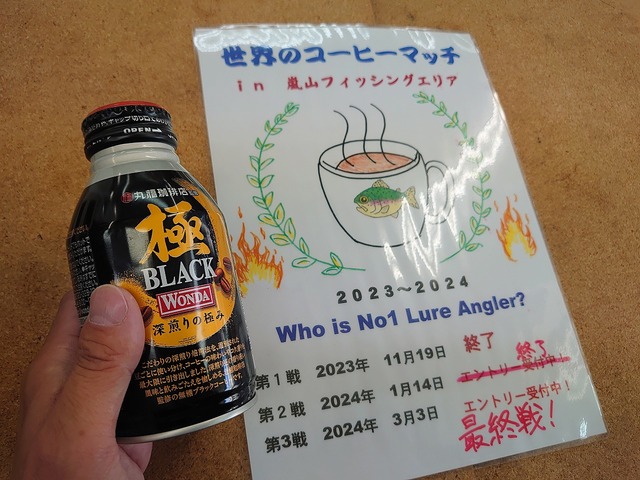 世界のコーヒーマッチ
in 嵐山フィッシングエリア
2023～2024
Who is No1 Lure Angler?
第1戦 2023年 11月19日 終了
第2戦 2024年 1月14日 エントリー受付中! 終了
第3戦 2024年 3月3日 エントリー受付中!
最終戦!
OPEN
丸福珈琲店
極
BLACK
WONDA
深煎りの極み